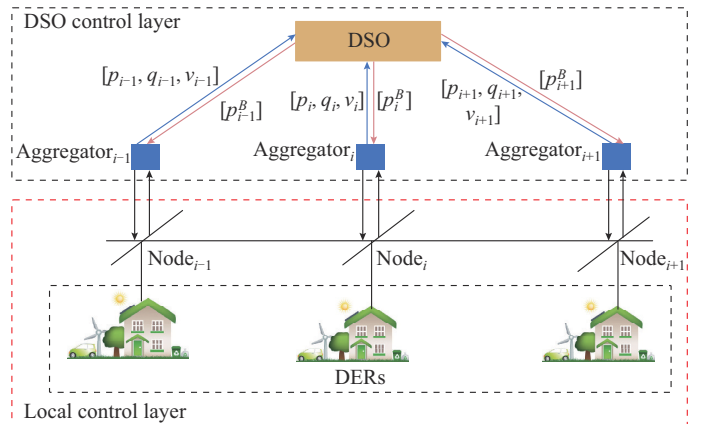 DSO control layer
DSO
[p_{i−1}, q_{i−1}, v_{i−1}]
[p^B_{i−1}]
[p_i, q_i, v_i]
[p^B_i]
[p_{i+1}, q_{i+1},
v_{i+1}]
[p^B_{i+1}]
Aggregator_{i−1}
Aggregator_i
Aggregator_{i+1}
Node_{i−1}
Node_i
Node_{i+1}
DERs
Local control layer